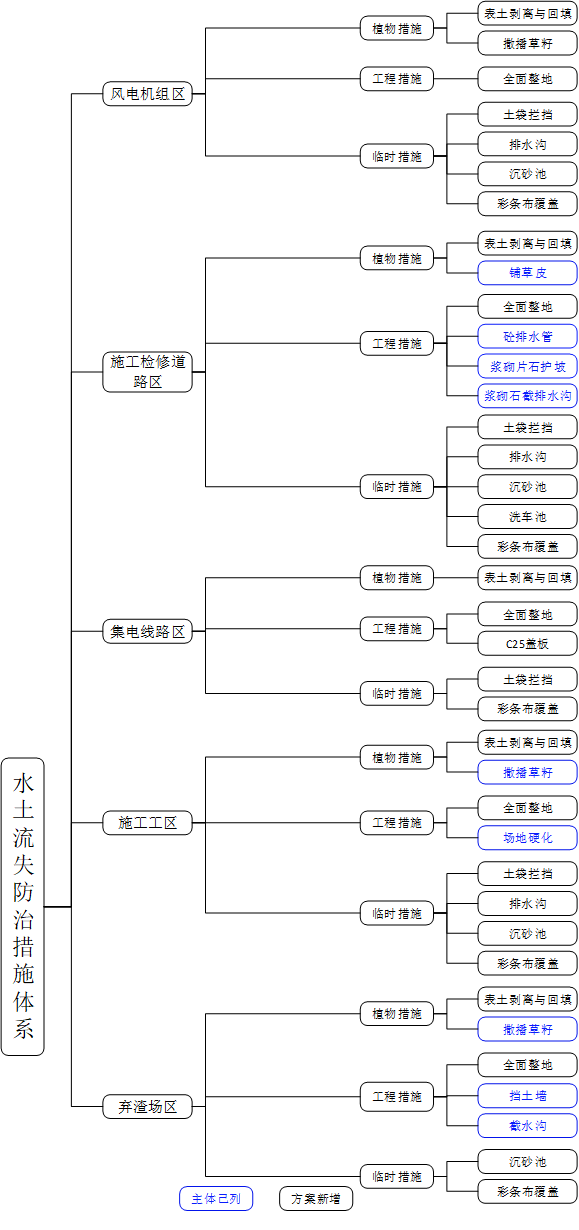 水土流失防治措施体系
风电机组区
植物措施
表土剥离与回填
撒播草籽
工程措施
全面整地
临时措施
土袋拦挡
排水沟
沉砂池
彩条布覆盖
施工检修道
路区
植物措施
表土剥离与回填
铺草皮
工程措施
全面整地
砼排水管
浆砌片石护坡
浆砌石截排水沟
临时措施
土袋拦挡
排水沟
沉砂池
洗车池
彩条布覆盖
集电线路区
植物措施
表土剥离与回填
工程措施
全面整地
C25盖板
临时措施
土袋拦挡
彩条布覆盖
施工工区
植物措施
表土剥离与回填
撒播草籽
工程措施
全面整地
场地硬化
临时措施
土袋拦挡
排水沟
沉砂池
彩条布覆盖
弃渣场区
植物措施
表土剥离与回填
撒播草籽
工程措施
全面整地
挡土墙
截水沟
临时措施
沉砂池
彩条布覆盖
主体已列
方案新增